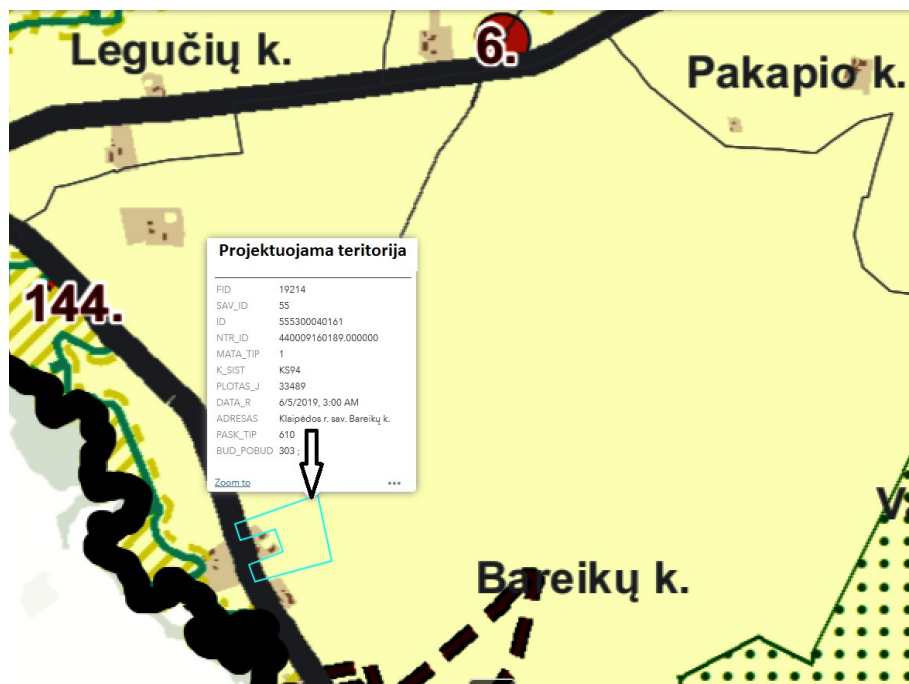 Legučių k.
6.
Pakapio k.
144.
Projektuojama teritorija
FID 19214
SAV_ID 55
ID 555300040161
NTR_ID 440009160189.000000
MATA_TIP 1
K_SIST KS94
PLOTAS_J 33489
DATA_R 6/5/2019, 3:00 AM
ADRESAS Klaipėdos r. sav. Bareikų k.
PASK_TIP 610
BUD_POBUD 303 ;
Zoom to •••
V
Bareikų k.